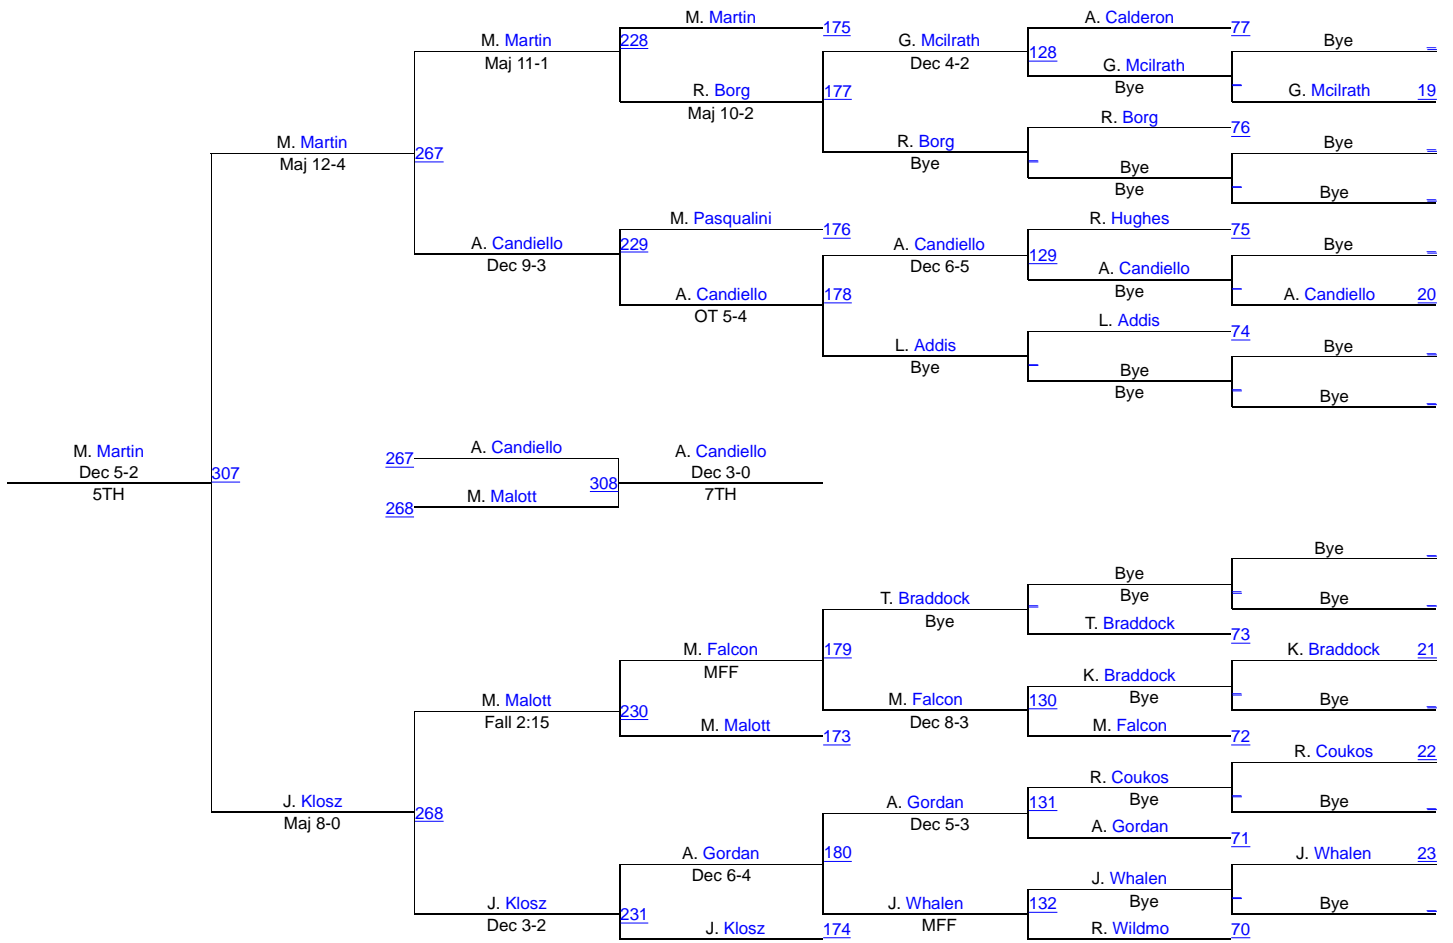 M. Martin
175
A. Calderon
77
M. Martin
228
Maj 11-1
G. Mcilrath
128
Dec 4-2
Bye
_
G. Mcilrath
_
Bye
R. Borg
177
Maj 10-2
G. Mcilrath 19
R. Borg
76
M. Martin
267
Maj 12-4
R. Borg
_
Bye
Bye
_
Bye
_
Bye
Bye
_
M. Pasqualini
176
R. Hughes
75
A. Candiello
229
Dec 9-3
A. Candiello
129
Dec 6-5
Bye
_
A. Candiello
_
Bye
A. Candiello
178
OT 5-4
A. Candiello 20
L. Addis
74
L. Addis
_
Bye
Bye
_
Bye
_
Bye
Bye
_
M. Martin
307
Dec 5-2
5TH
A. Candiello
267
M. Malott
268
308
A. Candiello
Dec 3-0
7TH
Bye
_
Bye
_
Bye
Bye
_
T. Braddock
_
Bye
T. Braddock
73
M. Falcon
179
MFF
K. Braddock 21
K. Braddock
_
Bye
Bye
_
M. Malott
230
Fall 2:15
M. Falcon
130
Dec 8-3
M. Malott
173
M. Falcon
72
R. Coukos 22
R. Coukos
_
Bye
Bye
_
J. Klosz
268
Maj 8-0
A. Gordan
131
Dec 5-3
A. Gordan
71
A. Gordan
180
Dec 6-4
J. Whalen 23
J. Whalen
_
Bye
Bye
_
J. Klosz
231
Dec 3-2
J. Whalen
132
MFF
J. Klosz
174
R. Wildmo
70